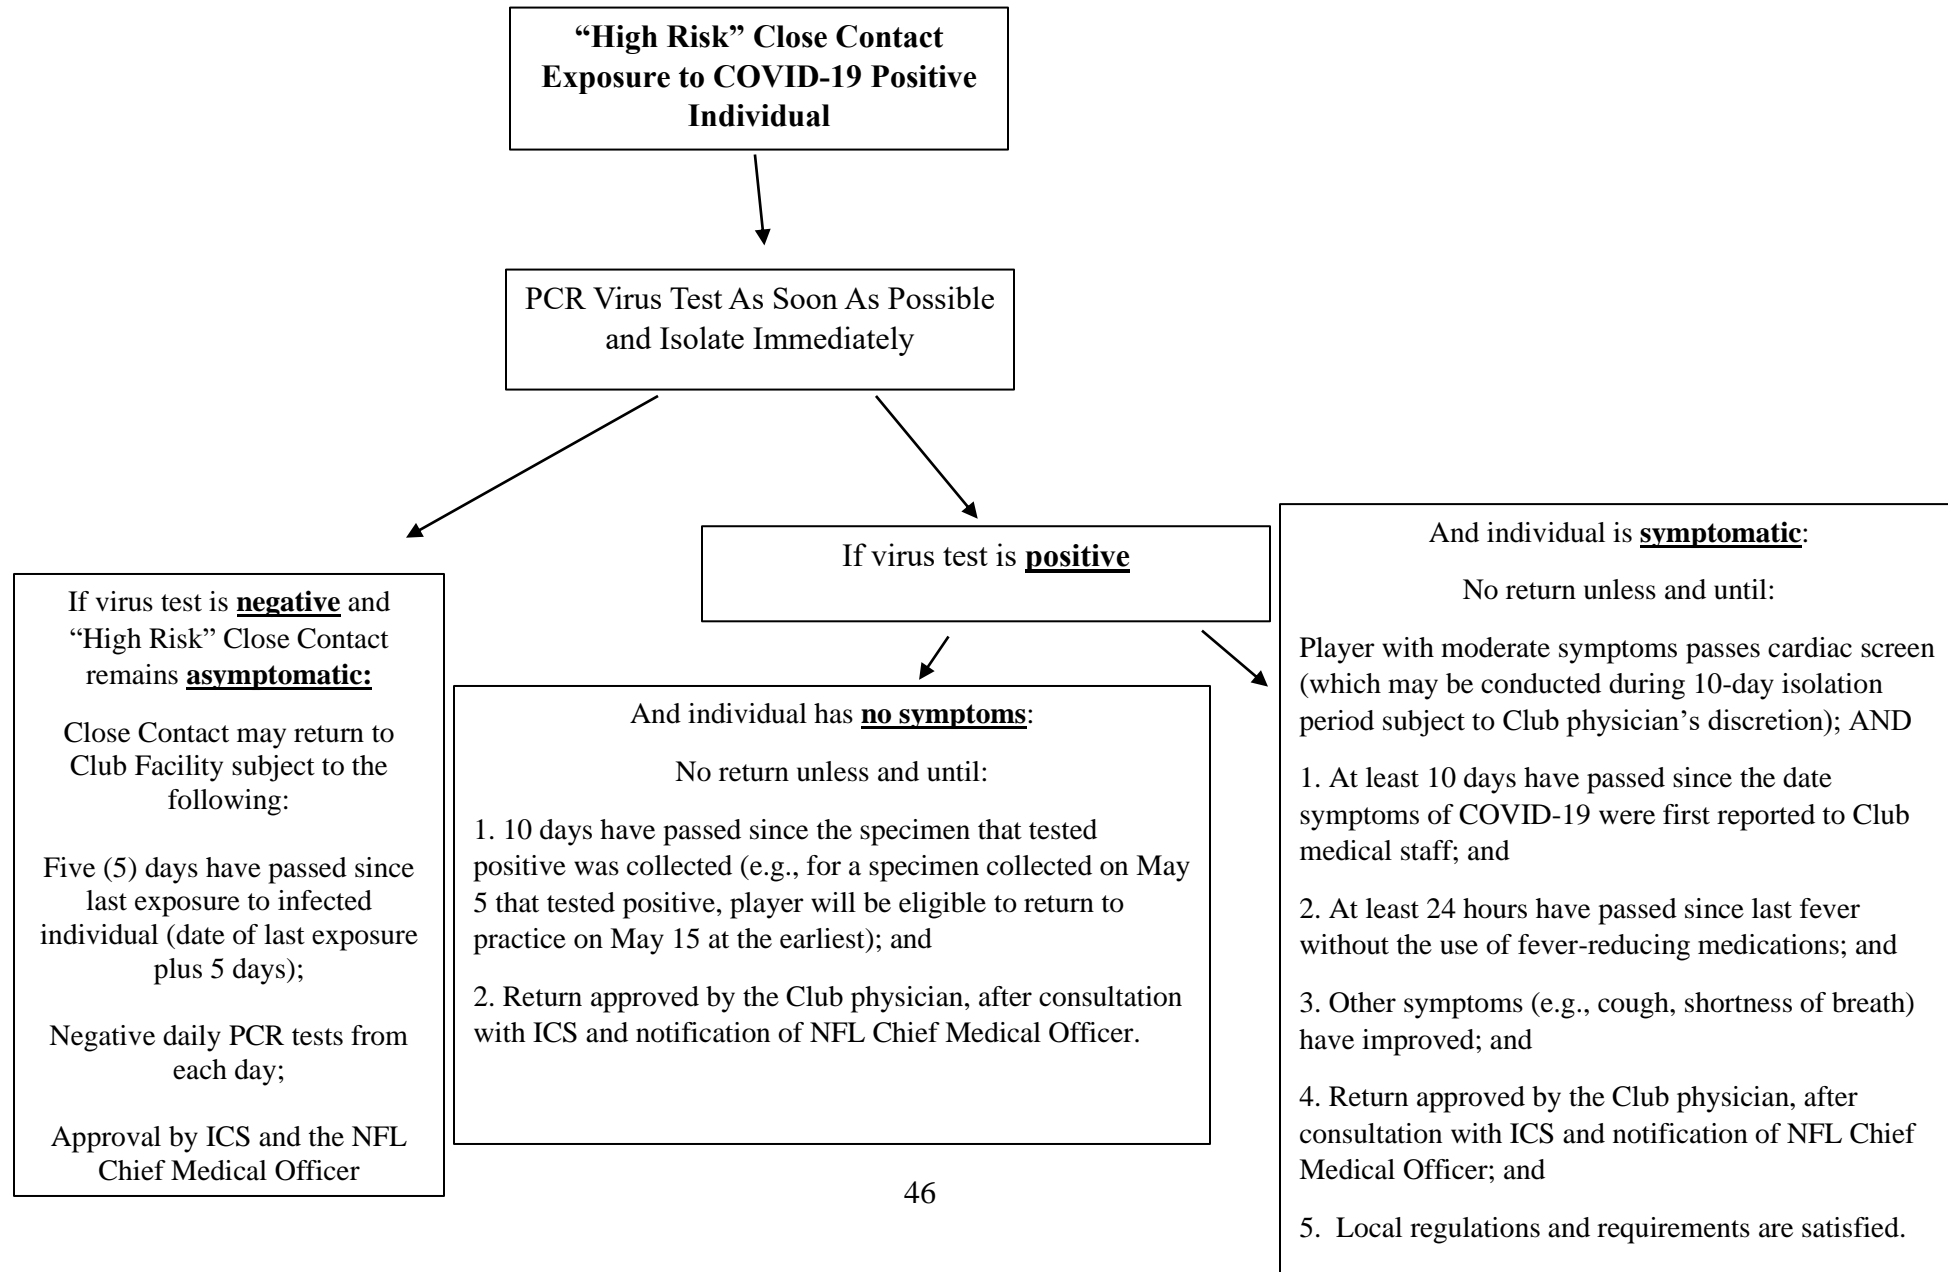 “High Risk” Close Contact
Exposure to COVID-19 Positive
Individual
PCR Virus Test As Soon As Possible
and Isolate Immediately
If virus test is negative and
“High Risk” Close Contact
remains asymptomatic:
Close Contact may return to
Club Facility subject to the
following:
Five (5) days have passed since
last exposure to infected
individual (date of last exposure
plus 5 days);
Negative daily PCR tests from
each day;
Approval by ICS and the NFL
Chief Medical Officer
If virus test is positive
And individual has no symptoms:
No return unless and until:
1. 10 days have passed since the specimen that tested
positive was collected (e.g., for a specimen collected on May
5 that tested positive, player will be eligible to return to
practice on May 15 at the earliest); and
2. Return approved by the Club physician, after consultation
with ICS and notification of NFL Chief Medical Officer.
And individual is symptomatic:
No return unless and until:
Player with moderate symptoms passes cardiac screen
(which may be conducted during 10-day isolation
period subject to Club physician’s discretion); AND
1. At least 10 days have passed since the date
symptoms of COVID-19 were first reported to Club
medical staff; and
2. At least 24 hours have passed since last fever
without the use of fever-reducing medications; and
3. Other symptoms (e.g., cough, shortness of breath)
have improved; and
4. Return approved by the Club physician, after
consultation with ICS and notification of NFL Chief
Medical Officer; and
5. Local regulations and requirements are satisfied.
46